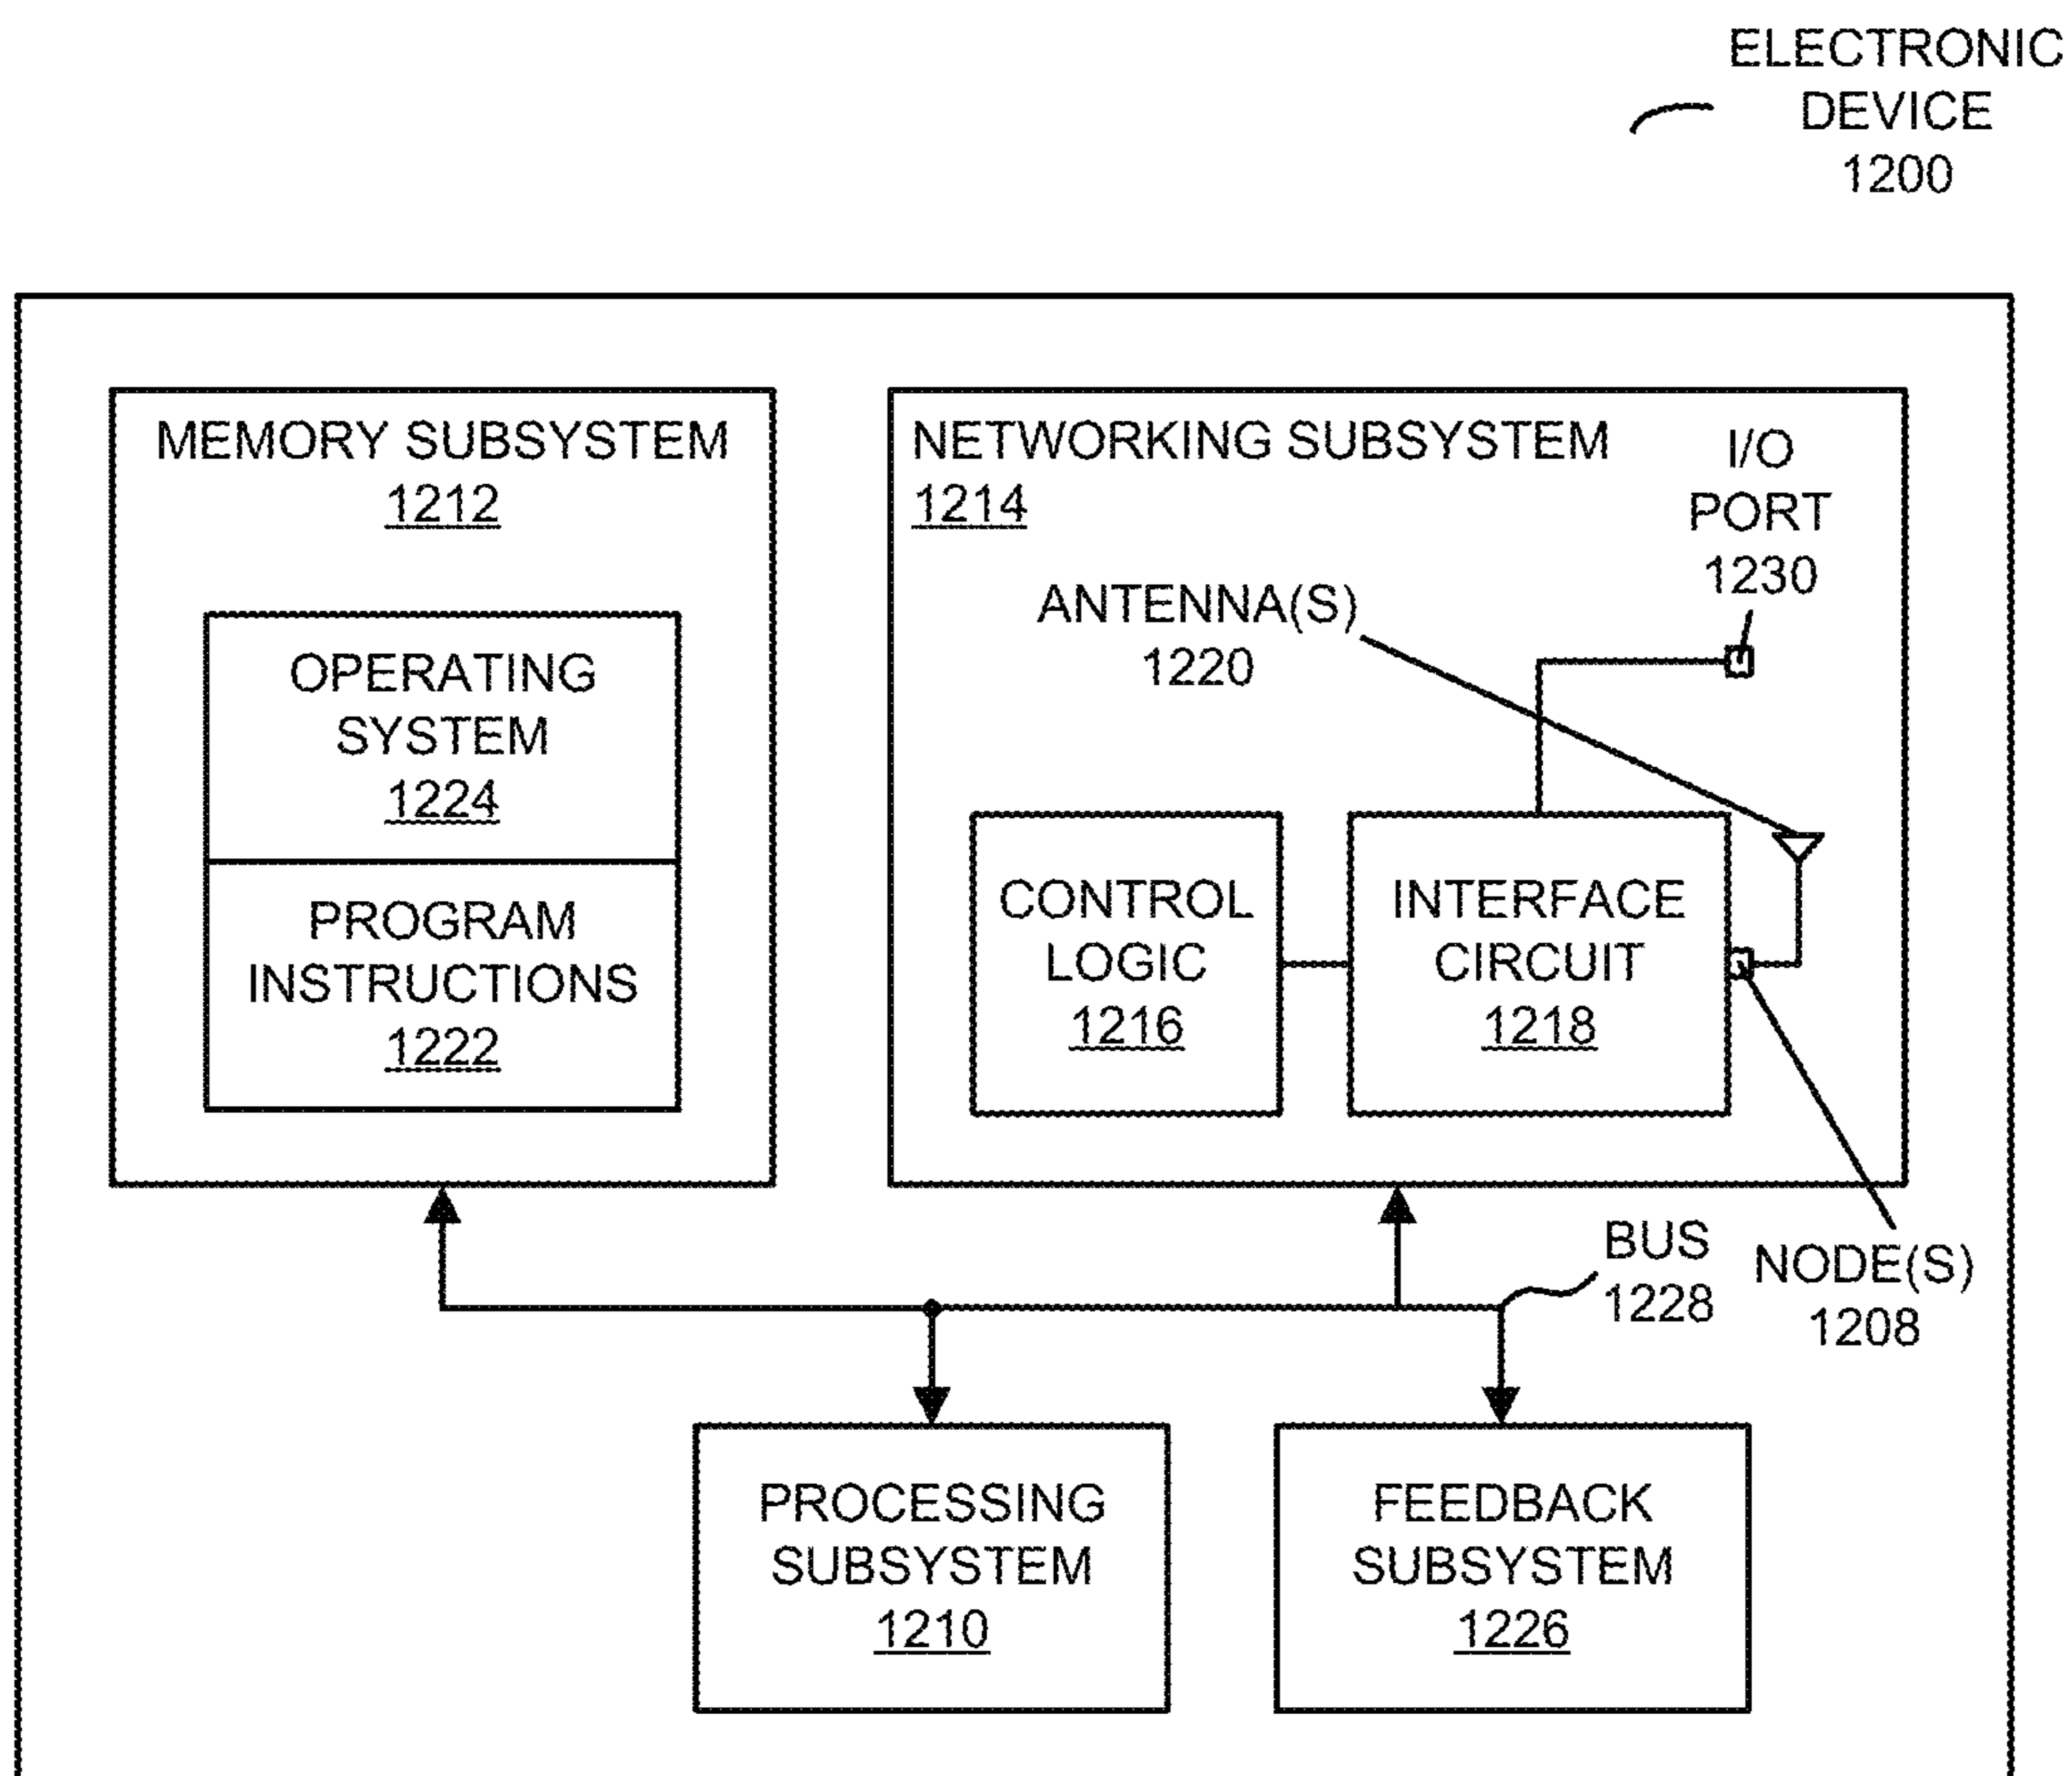 ELECTRONIC
DEVICE
1200
MEMORY SUBSYSTEM
1212
OPERATING
SYSTEM
1224
PROGRAM
INSTRUCTIONS
1222
NETWORKING SUBSYSTEM
1214
I/O
PORT
1230
ANTENNA(S)
1220
CONTROL
LOGIC
1216
INTERFACE
CIRCUIT
1218
BUS
1228
NODE(S)
1208
PROCESSING
SUBSYSTEM
1210
FEEDBACK
SUBSYSTEM
1226